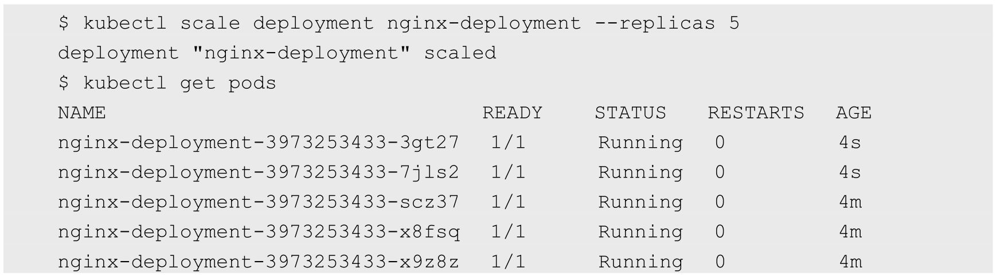 $ kubectl scale deployment nginx-deployment --replicas 5
deployment "nginx-deployment" scaled
$ kubectl get pods
NAME READY STATUS RESTARTS AGE
nginx-deployment-3973253433-3gt27 1/1 Running 0 4s
nginx-deployment-3973253433-7jls2 1/1 Running 0 4s
nginx-deployment-3973253433-scz37 1/1 Running 0 4m
nginx-deployment-3973253433-x8fsq 1/1 Running 0 4m
nginx-deployment-3973253433-x9z8z 1/1 Running 0 4m